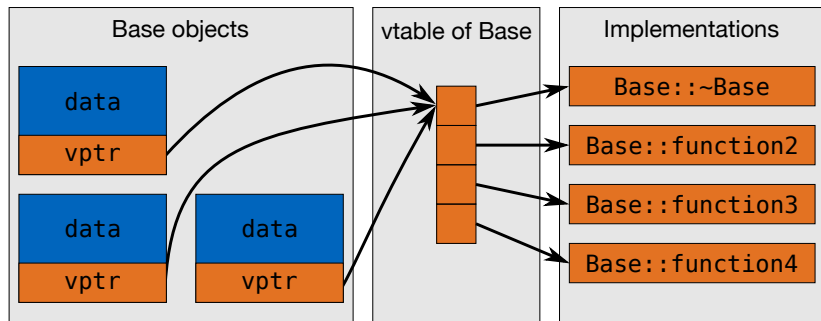 Base objects
data
vptr
data
vptr
data
vptr
vtable of Base
Implementations
Base::~Base
Base::function2
Base::function3
Base::function4